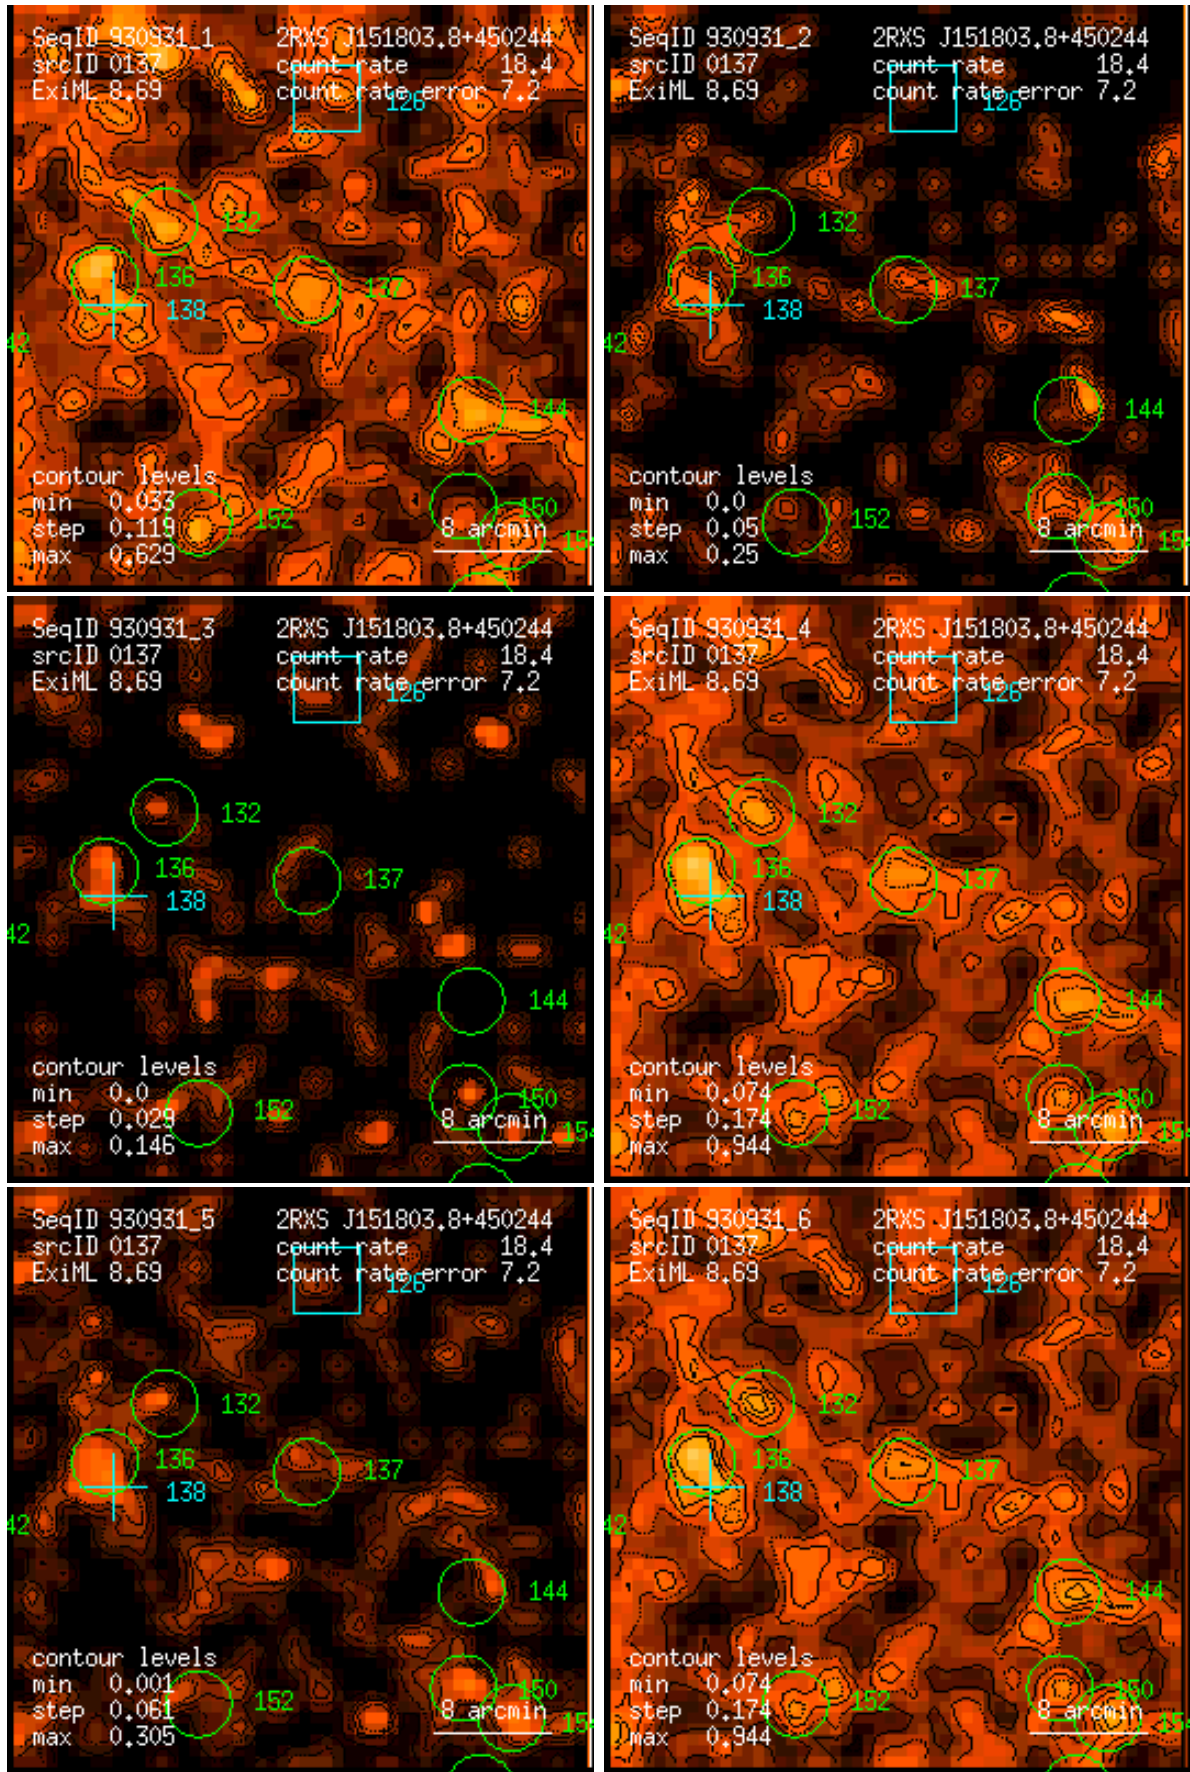 SeqID 930931_1 2RXS J151803.8+450244
srcID 0137 count rate 18.4
ExiML 8.69 count rate error 7.2
126
132
136
137
138
42
144
contour levels
min 0.033
step 0.119
max 0.629
150
152
8 arcmin
154
SeqID 930931_2 2RXS J151803.8+450244
srcID 0137 count rate 18.4
ExiML 8.69 count rate error 7.2
126
132
136
137
138
42
144
contour levels
min 0.0
step 0.05
max 0.25
150
152
8 arcmin
154
SeqID 930931_3 2RXS J151803.8+450244
srcID 0137 count rate 18.4
ExiML 8.69 count rate error 7.2
126
132
136
137
138
42
144
contour levels
min 0.0
step 0.029
max 0.146
150
152
8 arcmin
154
SeqID 930931_4 2RXS J151803.8+450244
srcID 0137 count rate 18.4
ExiML 8.69 count rate error 7.2
126
132
136
137
138
42
144
contour levels
min 0.074
step 0.174
max 0.944
150
152
8 arcmin
154
SeqID 930931_5 2RXS J151803.8+450244
srcID 0137 count rate 18.4
ExiML 8.69 count rate error 7.2
126
132
136
137
138
42
144
contour levels
min 0.001
step 0.061
max 0.305
150
152
8 arcmin
154
SeqID 930931_6 2RXS J151803.8+450244
srcID 0137 count rate 18.4
ExiML 8.69 count rate error 7.2
126
132
136
137
138
42
144
contour levels
min 0.074
step 0.174
max 0.944
150
152
8 arcmin
154